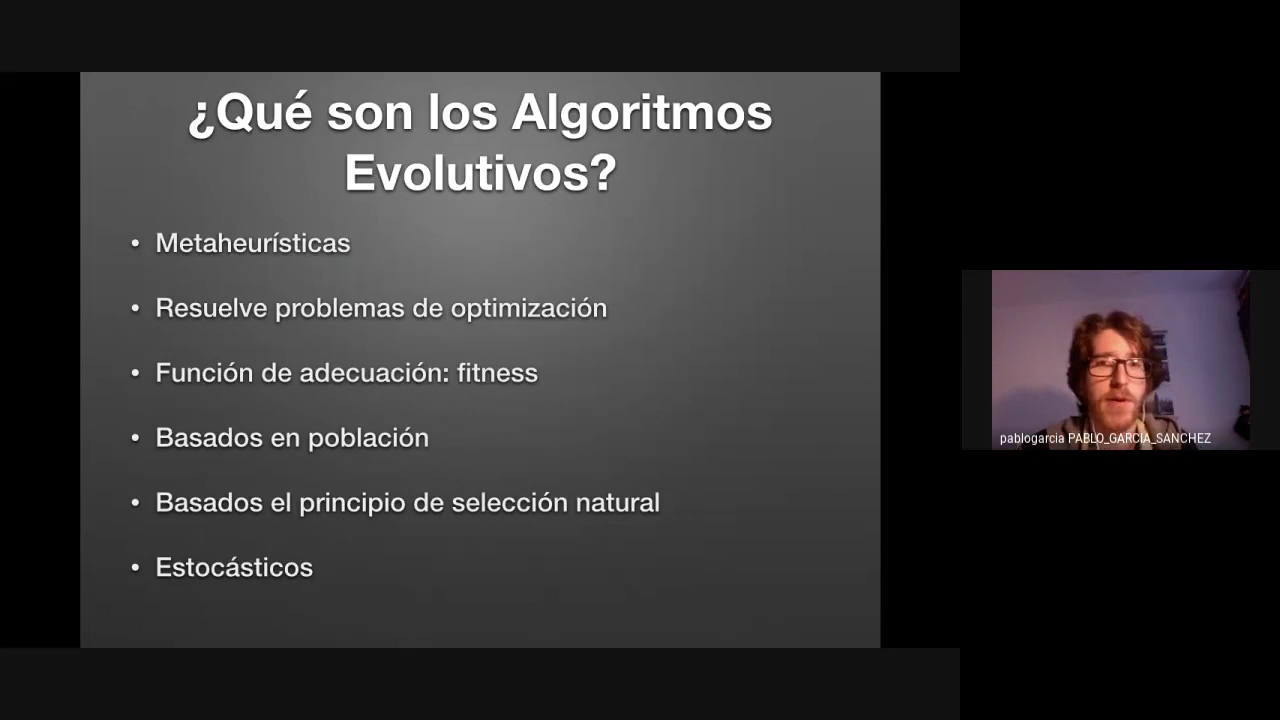 ¿Qué son los Algoritmos
Evolutivos?
• Metaheurísticas
• Resuelve problemas de optimización
• Función de adecuación: fitness
• Basados en población
• Basados el principio de selección natural
• Estocásticos
pablogarcia PABLO_GARCIA_SANCHEZ